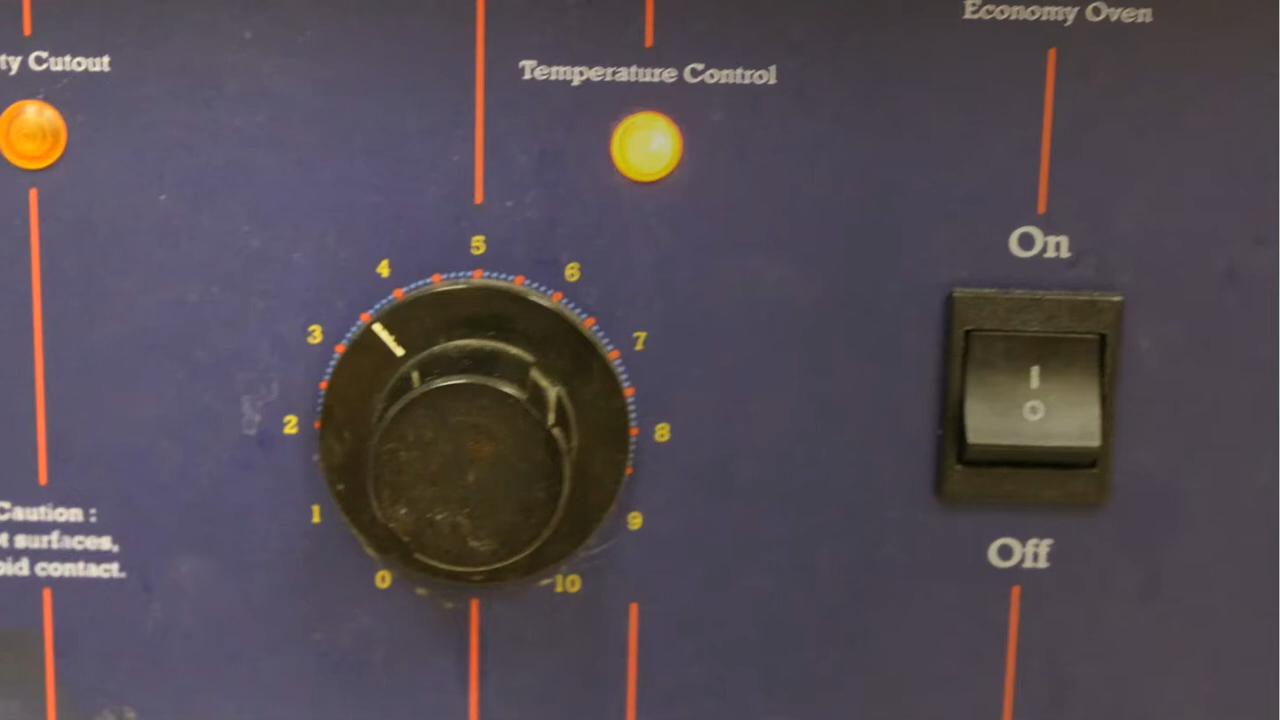 Economy Oven
ty Cutout
Temperature Control
On
5
4
6
3
7
2
8
1
9
0
10
I
O
Caution :
t surfaces,
oid contact.
Off